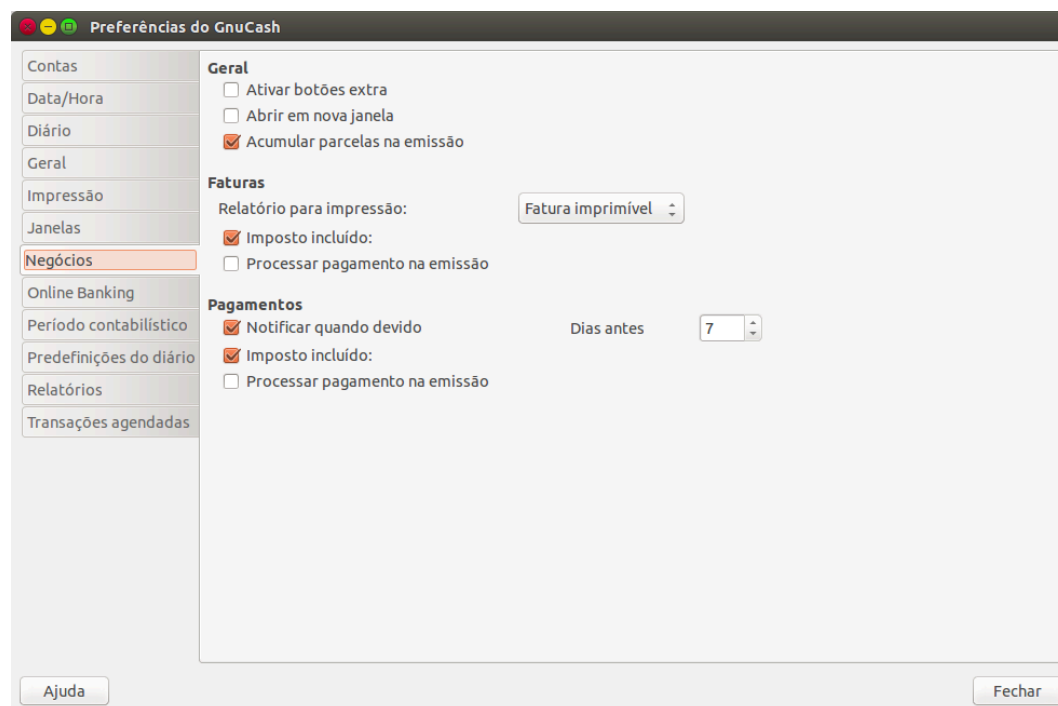 Preferências do GnuCash
Contas
Data/Hora
Diário
Geral
Impressão
Janelas
Negócios
Online Banking
Período contabilístico
Predefinições do diário
Relatórios
Transações agendadas
Geral
Ativar botões extra
Abrir em nova janela
Acumular parcelas na emissão
Faturas
Relatório para impressão: Fatura imprimível
Imposto incluído:
Processar pagamento na emissão
Pagamentos
Notificar quando devido Dias antes 7
Imposto incluído:
Processar pagamento na emissão
Ajuda Fechar